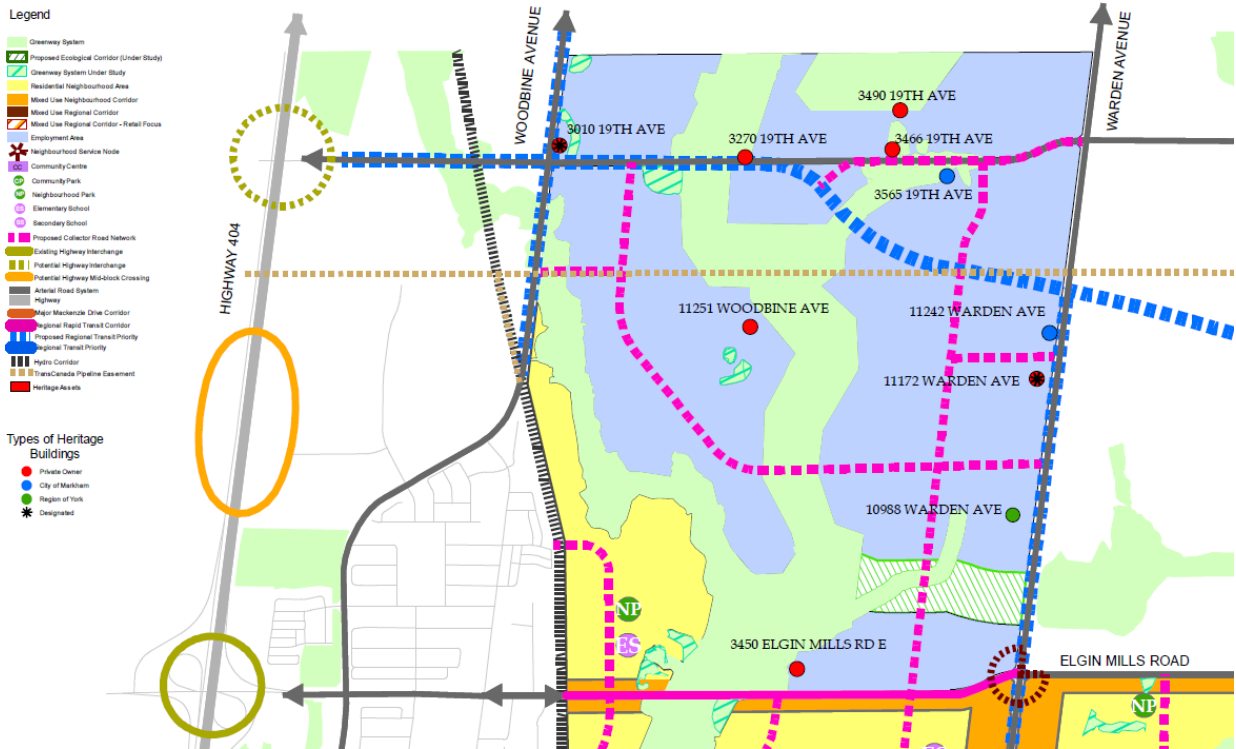 Legend
Greenway System
Proposed Ecological Corridor (Under Study)
Greenway System Under Study
Residential Neighbourhood Area
Mixed Use Neighbourhood Corridor
Mixed Use Regional Corridor
Mixed Use Regional Corridor - Retail Focus
Employment Area
Neighbourhood Service Node
CC Community Centre
CP Community Park
NP Neighbourhood Park
ES Elementary School
SS Secondary School
Proposed Collector Road Network
Existing Highway Interchange
Potential Highway Interchange
Potential Highway Mid-block Crossing
Arterial Road System
Highway
Major Mackenzie Drive Corridor
Regional Rapid Transit Corridor
Proposed Regional Transit Priority
Regional Transit Priority
Hydro Corridor
TransCanada Pipeline Easement
Heritage Assets
Types of Heritage
Buildings
Private Owner
City of Markham
Region of York
Designated
HIGHWAY 404
WOODBINE AVENUE
WARDEN AVENUE
3490 19TH AVE
3010 19TH AVE
3270 19TH AVE
3466 19TH AVE
3565 19TH AVE
11251 WOODBINE AVE
11242 WARDEN AVE
11172 WARDEN AVE
10988 WARDEN AVE
NP
ES
3450 ELGIN MILLS RD E
ELGIN MILLS ROAD
NP